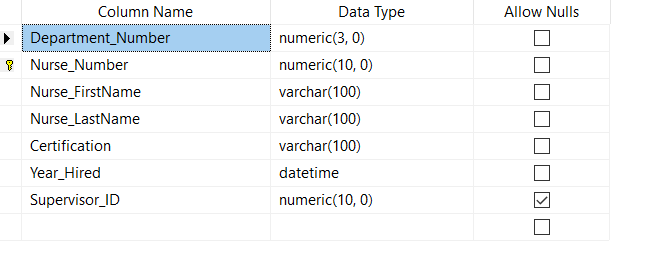 Column Name Data Type Allow Nulls
Department_Number numeric(3, 0)
Nurse_Number numeric(10, 0)
Nurse_FirstName varchar(100)
Nurse_LastName varchar(100)
Certification varchar(100)
Year_Hired datetime
Supervisor_ID numeric(10, 0)